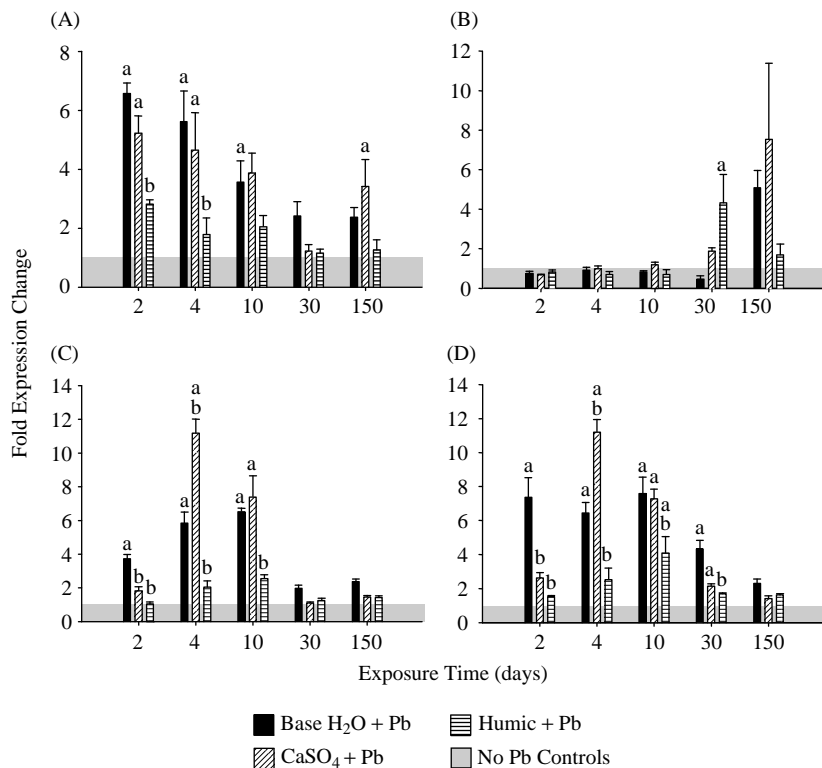 (A)
8
6
4
2
0
a
a
b
a
a
b
a
a
2
4
10
30
150
(B)
12
10
8
6
4
2
0
a
2
4
10
30
150
(C)
14
12
10
8
6
4
2
0
a
b
b
a
a
b
b
a
a
b
2
4
10
30
150
(D)
14
12
10
8
6
4
2
0
a
b
b
a
a
b
b
a
a
a
b
a
a
b
2
4
10
30
150
Fold Expression Change
Exposure Time (days)
Base H₂O + Pb
Humic + Pb
CaSO₄ + Pb
No Pb Controls